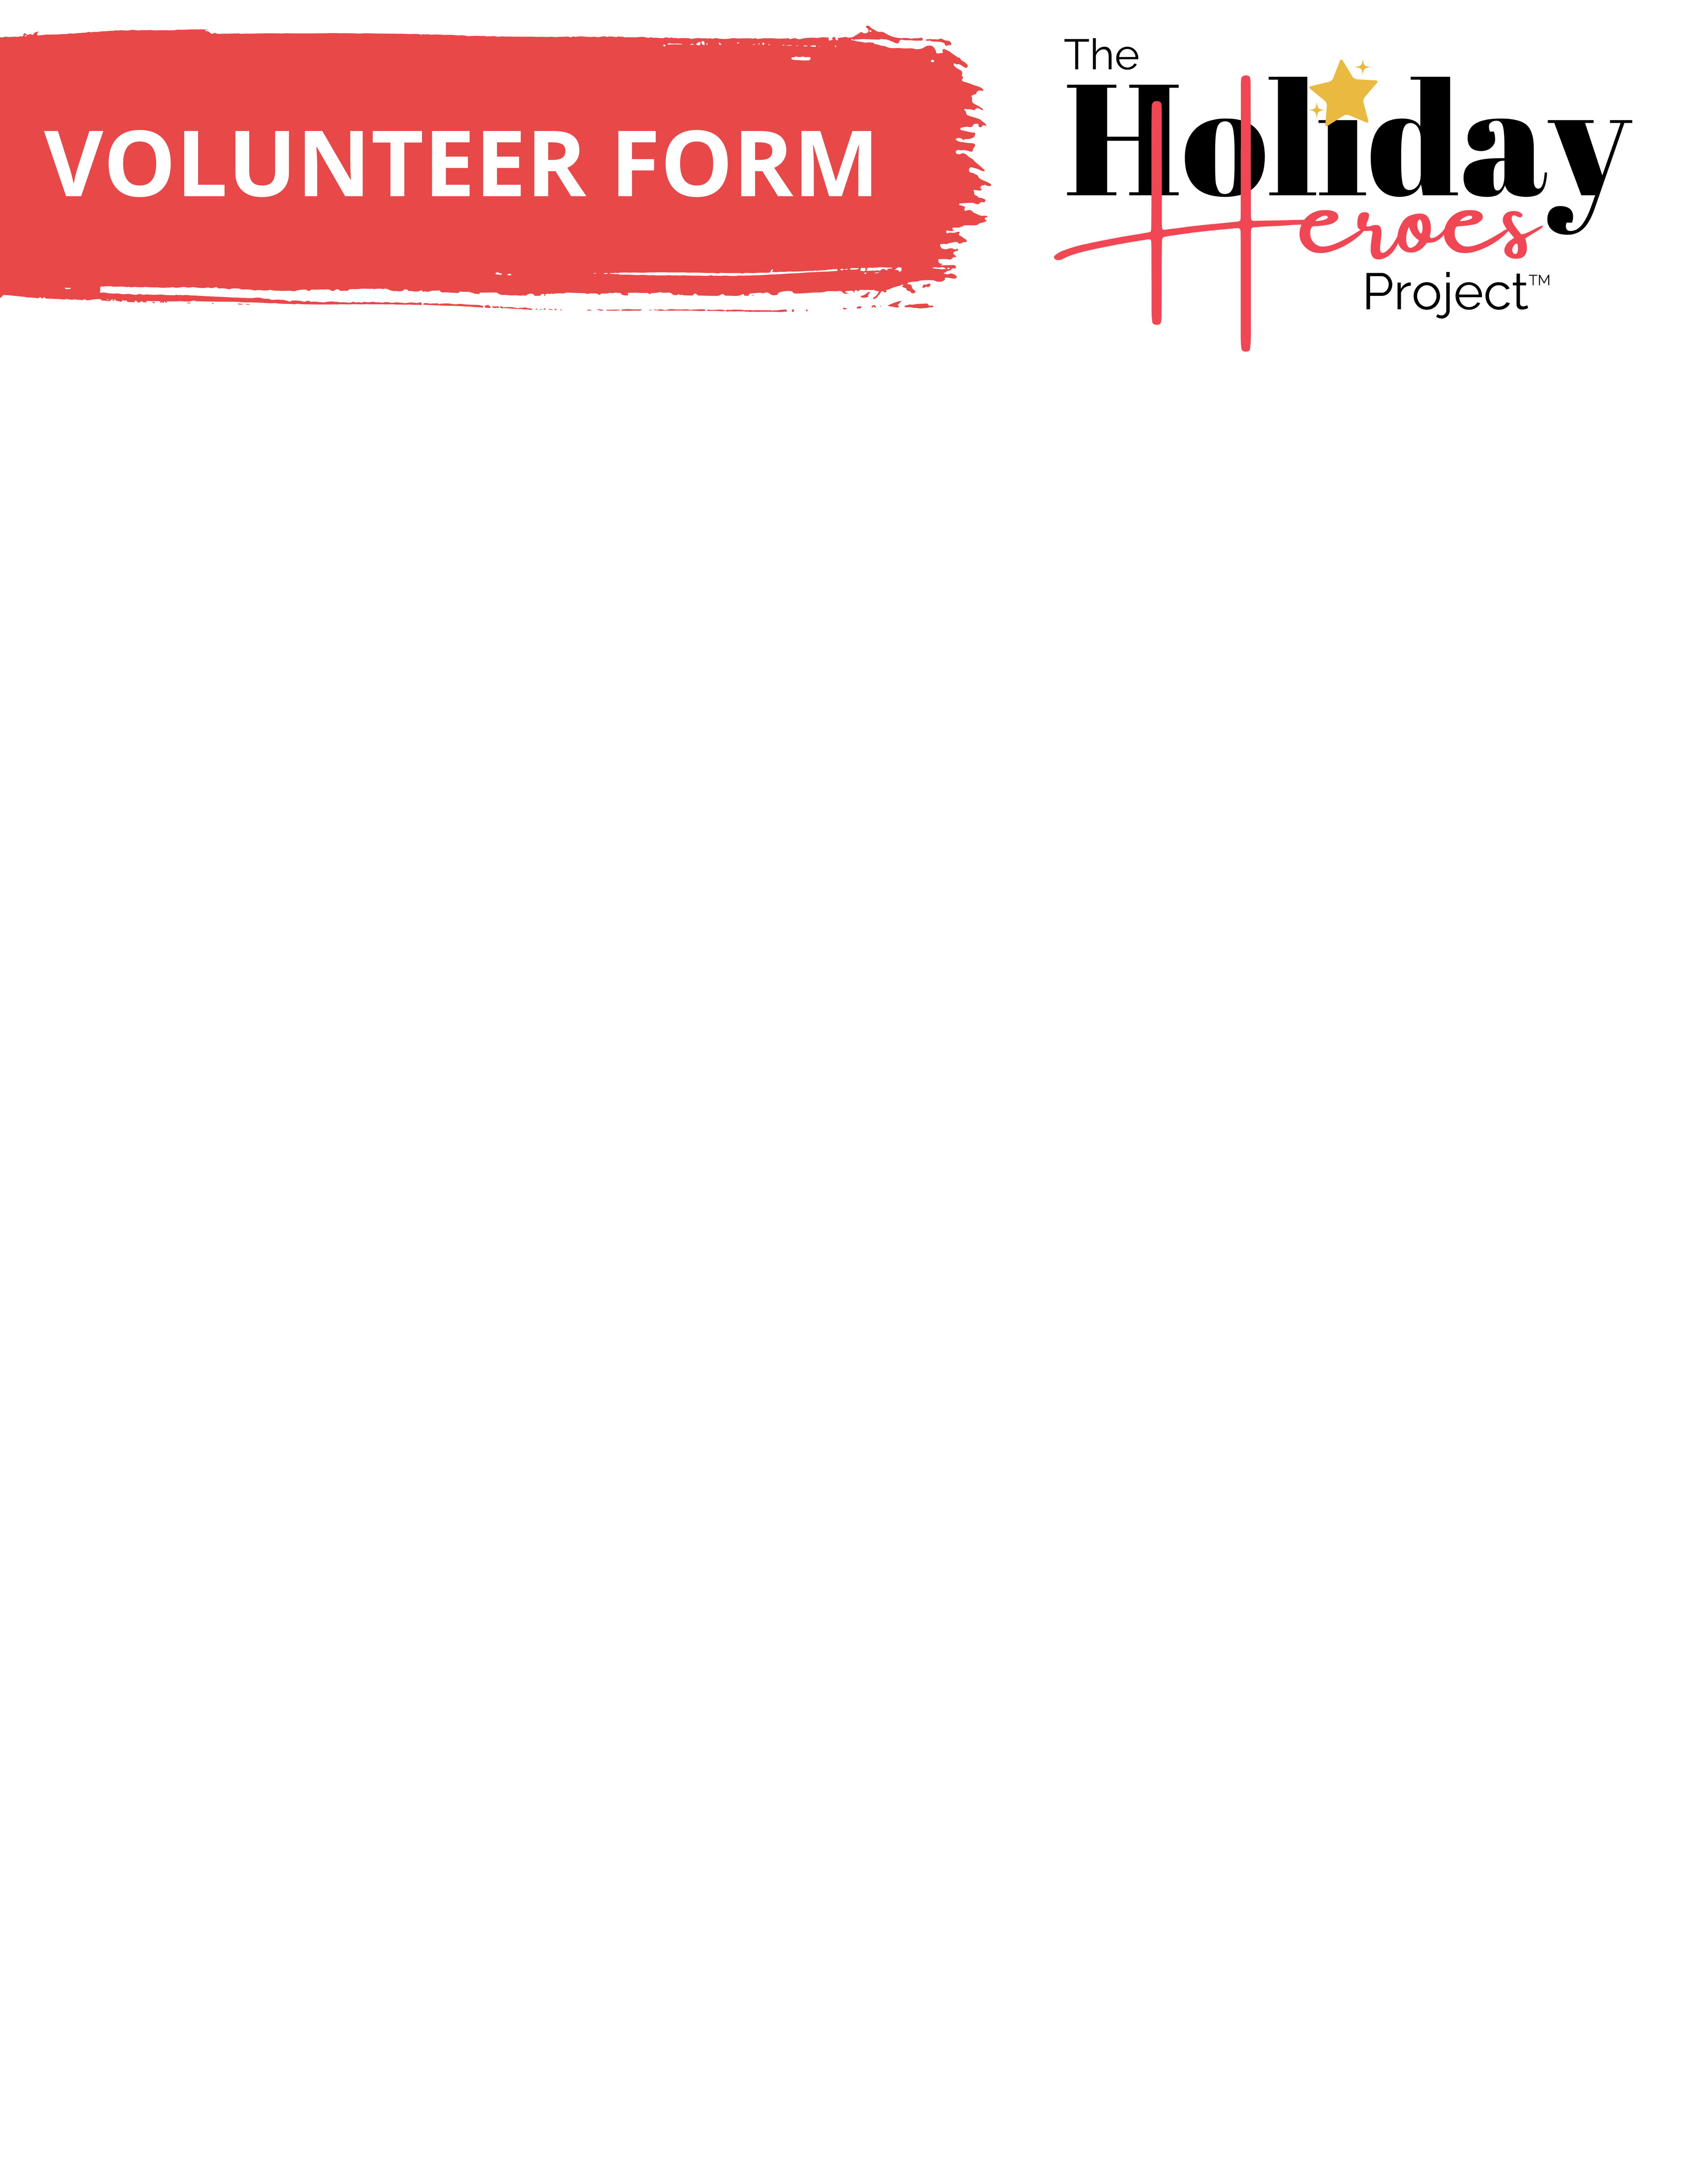 VOLUNTEER FORM
The
Holiday
Heroes
Project™